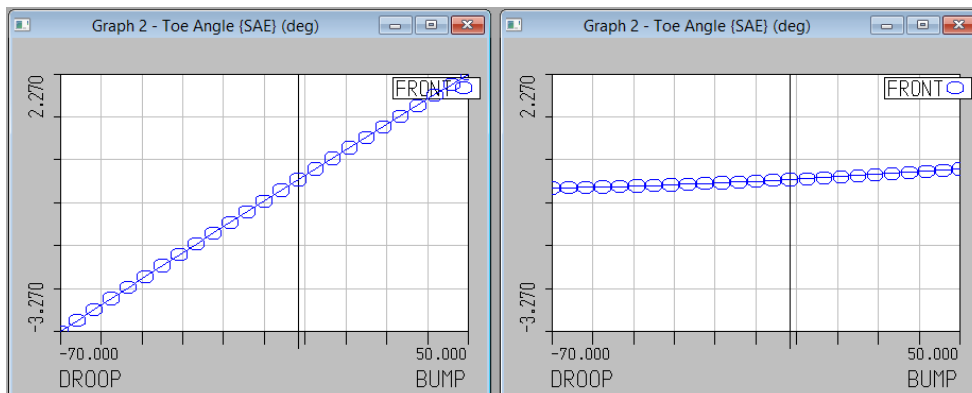 Graph 2 - Toe Angle {SAE} (deg)
FRONT
2.270
-3.270
-70.000 50.000
DROOP BUMP
Graph 2 - Toe Angle {SAE} (deg)
FRONT
2.270
-3.270
-70.000 50.000
DROOP BUMP